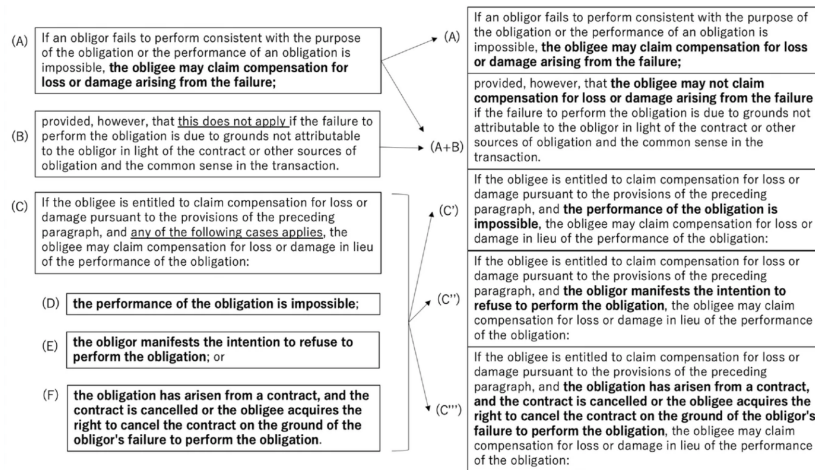 (A)
If an obligor fails to perform consistent with the purpose
of the obligation or the performance of an obligation is
impossible, the obligee may claim compensation for
loss or damage arising from the failure;
(B)
provided, however, that this does not apply if the failure to
perform the obligation is due to grounds not attributable
to the obligor in light of the contract or other sources of
obligation and the common sense in the transaction.
(C)
If the obligee is entitled to claim compensation for loss or
damage pursuant to the provisions of the preceding
paragraph, and any of the following cases applies, the
obligee may claim compensation for loss or damage in lieu
of the performance of the obligation:
(D)
the performance of the obligation is impossible;
(E)
the obligor manifests the intention to refuse to
perform the obligation; or
(F)
the obligation has arisen from a contract, and the
contract is cancelled or the obligee acquires the
right to cancel the contract on the ground of the
obligor's failure to perform the obligation.
(A)
If an obligor fails to perform consistent with the purpose
of the obligation or the performance of an obligation is
impossible, the obligee may claim compensation for loss
or damage arising from the failure;
(A+B)
provided, however, that the obligee may not claim
compensation for loss or damage arising from the failure
if the failure to perform the obligation is due to grounds not
attributable to the obligor in light of the contract or other
sources of obligation and the common sense in the
transaction.
(C')
If the obligee is entitled to claim compensation for loss or
damage pursuant to the provisions of the preceding
paragraph, and the performance of the obligation is
impossible, the obligee may claim compensation for loss or
damage in lieu of the performance of the obligation:
(C'')
If the obligee is entitled to claim compensation for loss or
damage pursuant to the provisions of the preceding
paragraph, and the obligor manifests the intention to
refuse to perform the obligation, the obligee may claim
compensation for loss or damage in lieu of the performance
of the obligation:
(C''')
If the obligee is entitled to claim compensation for loss or
damage pursuant to the provisions of the preceding
paragraph, and the obligation has arisen from a contract,
and the contract is cancelled or the obligee acquires the
right to cancel the contract on the ground of the obligor's
failure to perform the obligation, the obligee may claim
compensation for loss or damage in lieu of the performance
of the obligation: